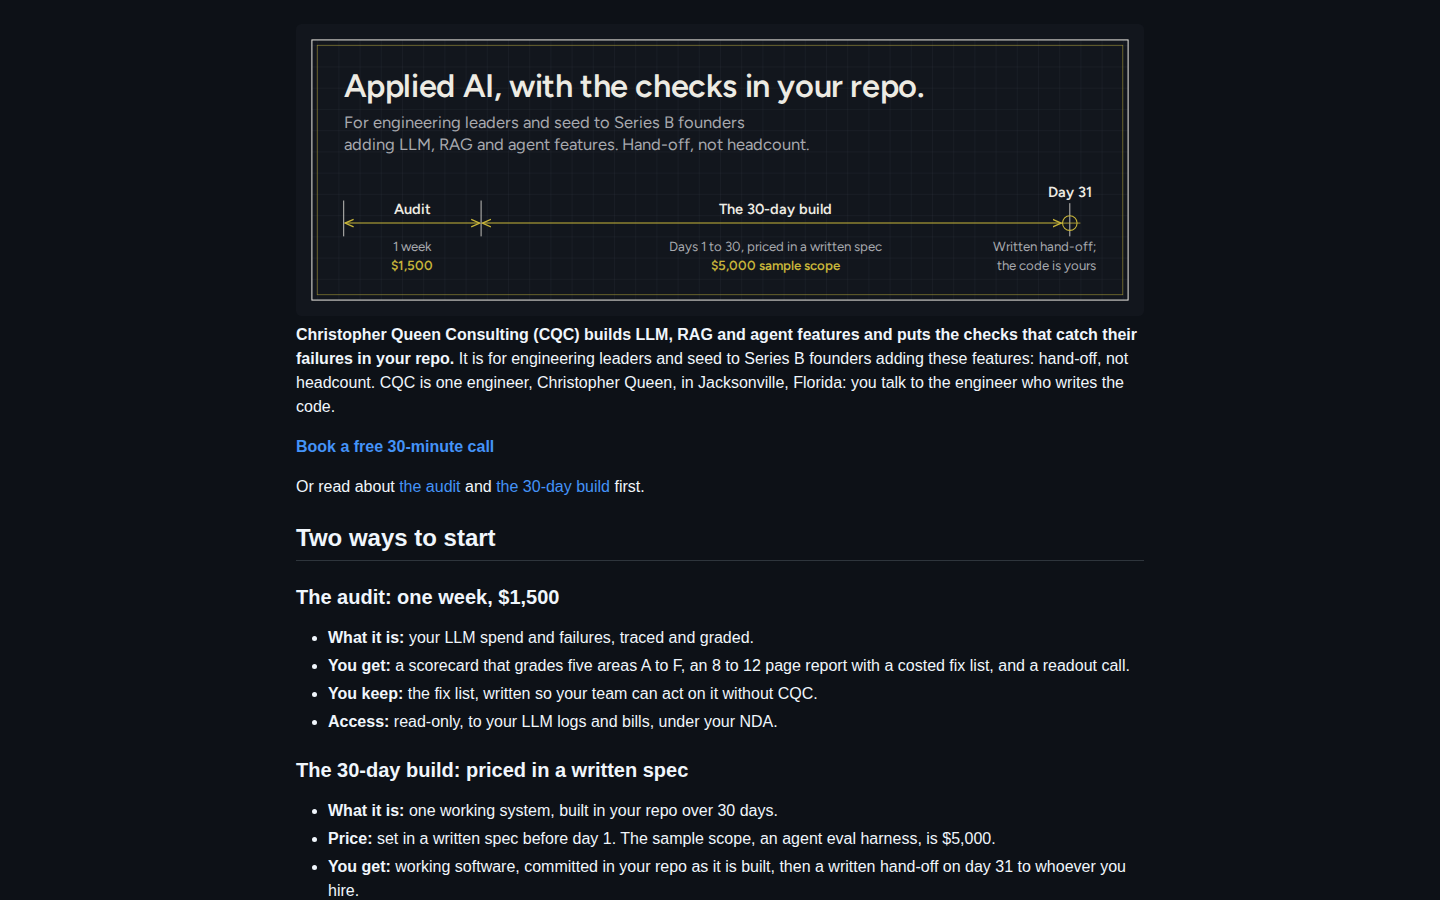 Applied AI, with the checks in your repo.
For engineering leaders and seed to Series B founders
adding LLM, RAG and agent features. Hand-off, not headcount.
Day 31
Audit
The 30-day build
1 week
Days 1 to 30, priced in a written spec
Written hand-off;
$1,500
$5,000 sample scope
the code is yours
Christopher Queen Consulting (CQC) builds LLM, RAG and agent features and puts the checks that catch their
failures in your repo. It is for engineering leaders and seed to Series B founders adding these features: hand-off, not
headcount. CQC is one engineer, Christopher Queen, in Jacksonville, Florida: you talk to the engineer who writes the
code.
Book a free 30-minute call
Or read about the audit and the 30-day build first.
Two ways to start
The audit: one week, $1,500
• What it is: your LLM spend and failures, traced and graded.
• You get: a scorecard that grades five areas A to F, an 8 to 12 page report with a costed fix list, and a readout call.
• You keep: the fix list, written so your team can act on it without CQC.
• Access: read-only, to your LLM logs and bills, under your NDA.
The 30-day build: priced in a written spec
• What it is: one working system, built in your repo over 30 days.
• Price: set in a written spec before day 1. The sample scope, an agent eval harness, is $5,000.
• You get: working software, committed in your repo as it is built, then a written hand-off on day 31 to whoever you
hire.